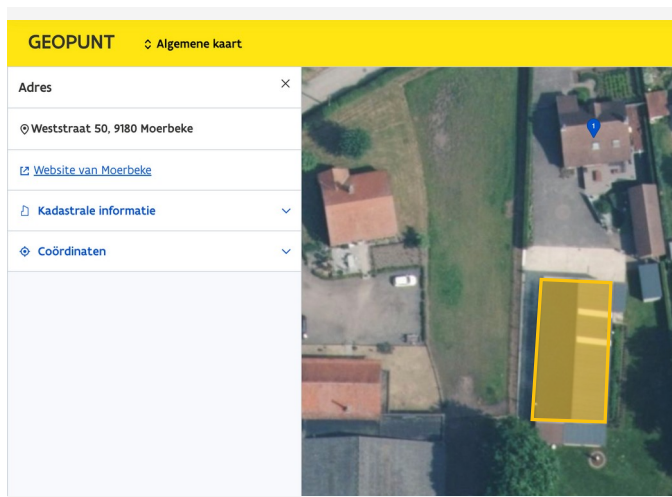 GEOPUNT
Algemene kaart
Adres
Weststraat 50, 9180 Moerbeke
1
Website van Moerbeke
Kadastrale informatie
Coördinaten